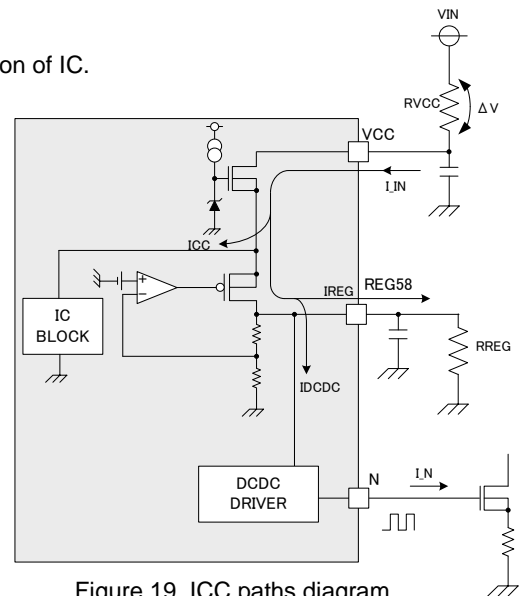 on of IC.
VIN
RVCC
ΔV
VCC
I_IN
ICC
IREG
REG58
+
-
IC
BLOCK
RREG
IDCDC
DCDC
DRIVER
N
I_N
Figure 19. ICC paths diagram